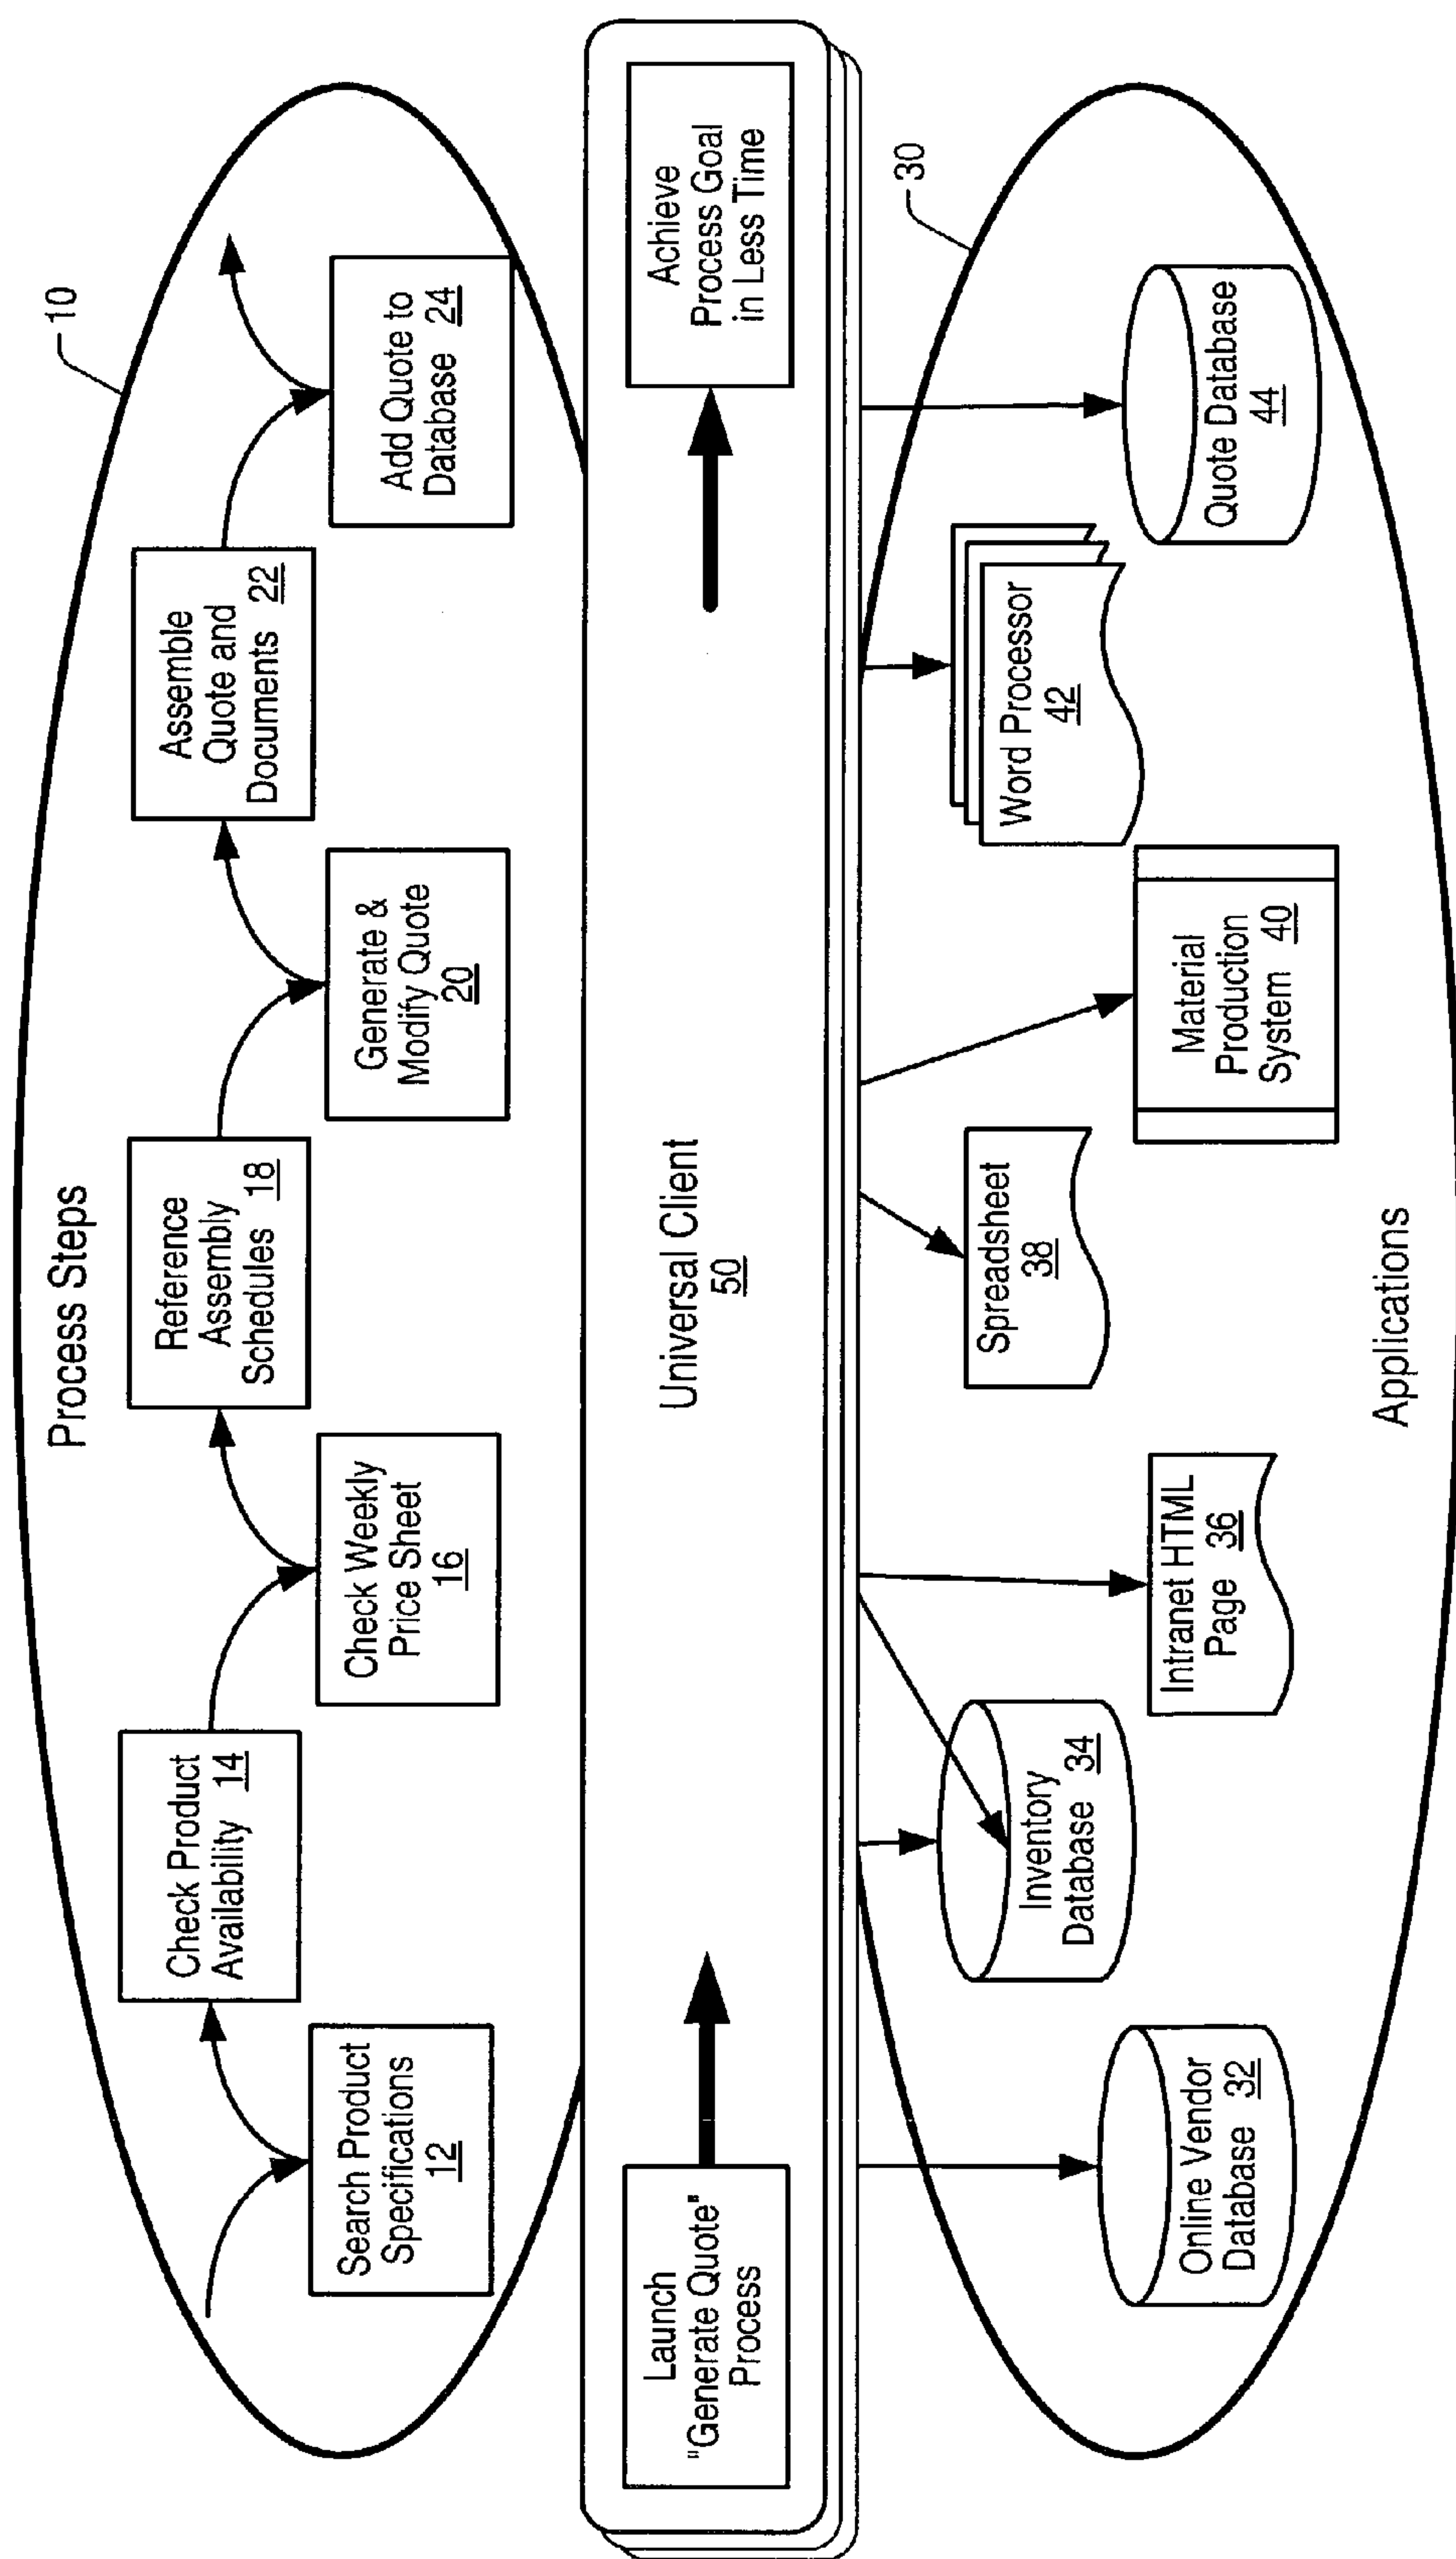 10
Process Steps
Search Product
Specifications
12
Check Product
Availability 14
Check Weekly
Price Sheet
16
Reference
Assembly
Schedules 18
Generate &
Modify Quote
20
Assemble
Quote and
Documents 22
Add Quote to
Database 24
Launch
"Generate Quote"
Process
Universal Client
50
Achieve
Process Goal
in Less Time
30
Online Vendor
Database 32
Inventory
Database 34
Intranet HTML
Page 36
Spreadsheet
38
Material
Production
System 40
Word Processor
42
Quote Database
44
Applications